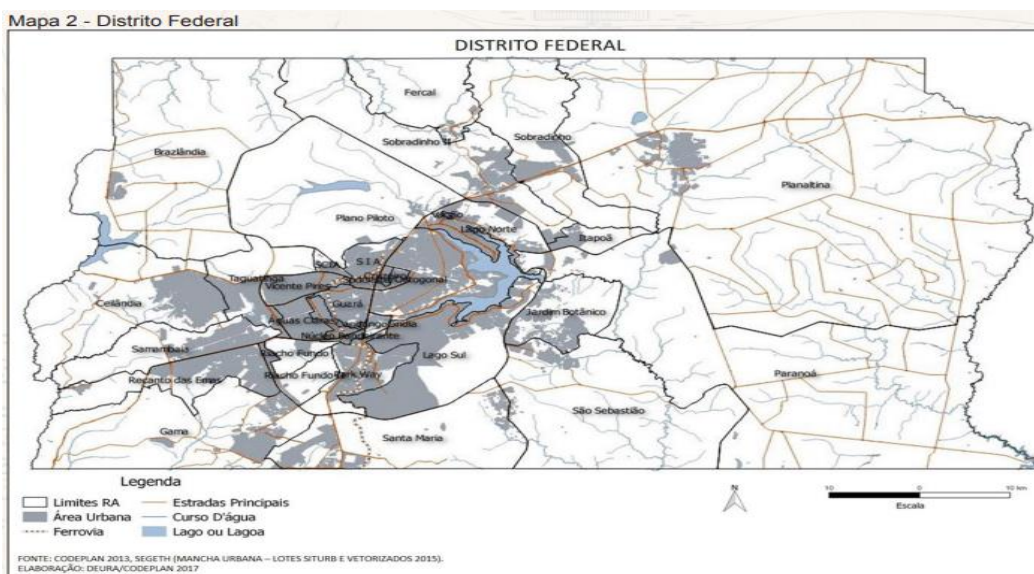 Mapa 2 - Distrito Federal
DISTRITO FEDERAL
Fercal
Sobradinho II
Sobradinho
Brazlândia
Planaltina
Plano Piloto
Lago Norte
Itapoã
SCIA
S I A
Taguatinga
Vicente Pires
Octogonal
Guará
Ceilândia
Águas Claras
Jardim Botânico
Núcleo Bandeirante
Samambaia
Riacho Fundo
Lago Sul
Recanto das Emas
Riacho Fundo
Park Way
Paranoá
São Sebastião
Gama
Santa Maria
Legenda
Limites RA
Estradas Principais
Área Urbana
Curso D'água
Ferrovia
Lago ou Lagoa
N
10 0 10 km
Escala
FONTE: CODEPLAN 2013, SEGETH (MANCHA URBANA – LOTES SITURB E VETORIZADOS 2015).
ELABORAÇÃO: DEURA/CODEPLAN 2017